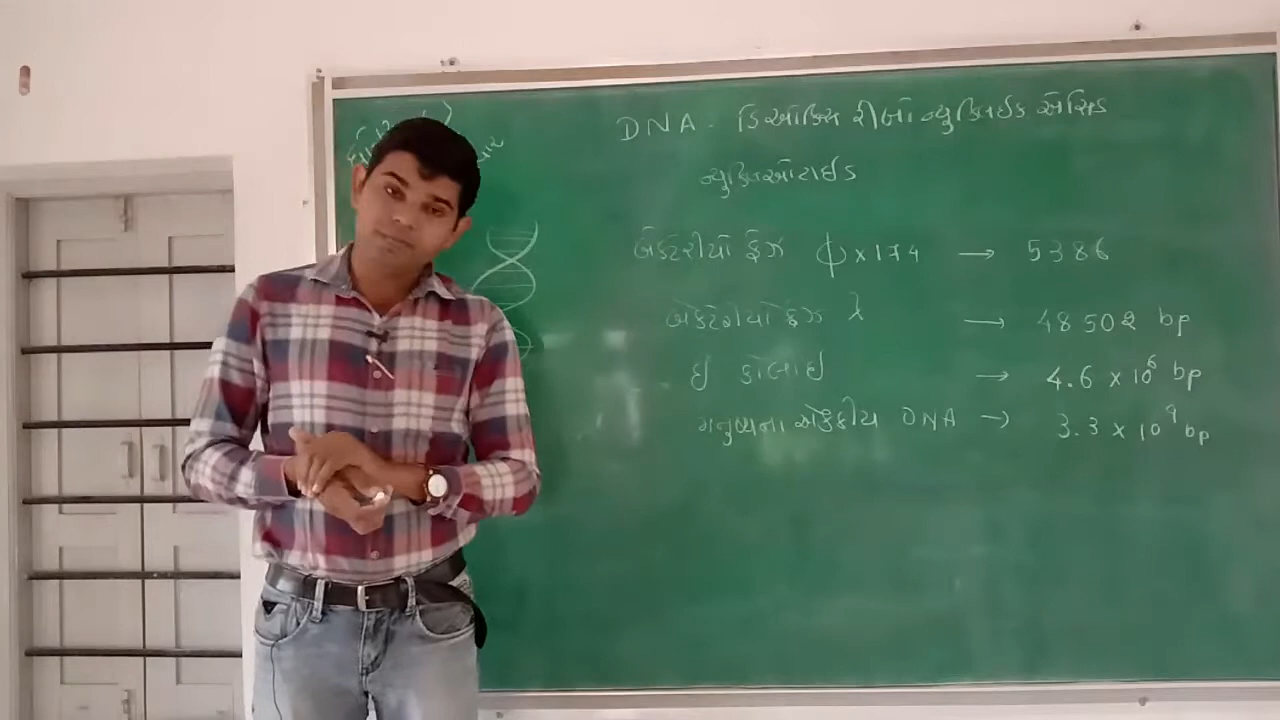 DNA - ડિઓક્સિ રીબો ન્યુક્લિઇક ઍસિડ
ન્યુક્લિઓટાઇડ
બેક્ટેરીયો ફેઝ ϕ x 174 → 5386
બેક્ટેરીયો ફેઝ λ → 48502 bp
ઇ કોલાઇ → 4.6 x 10⁶ bp
મનુષ્યના એકકીય DNA → 3.3 x 10⁹ bp